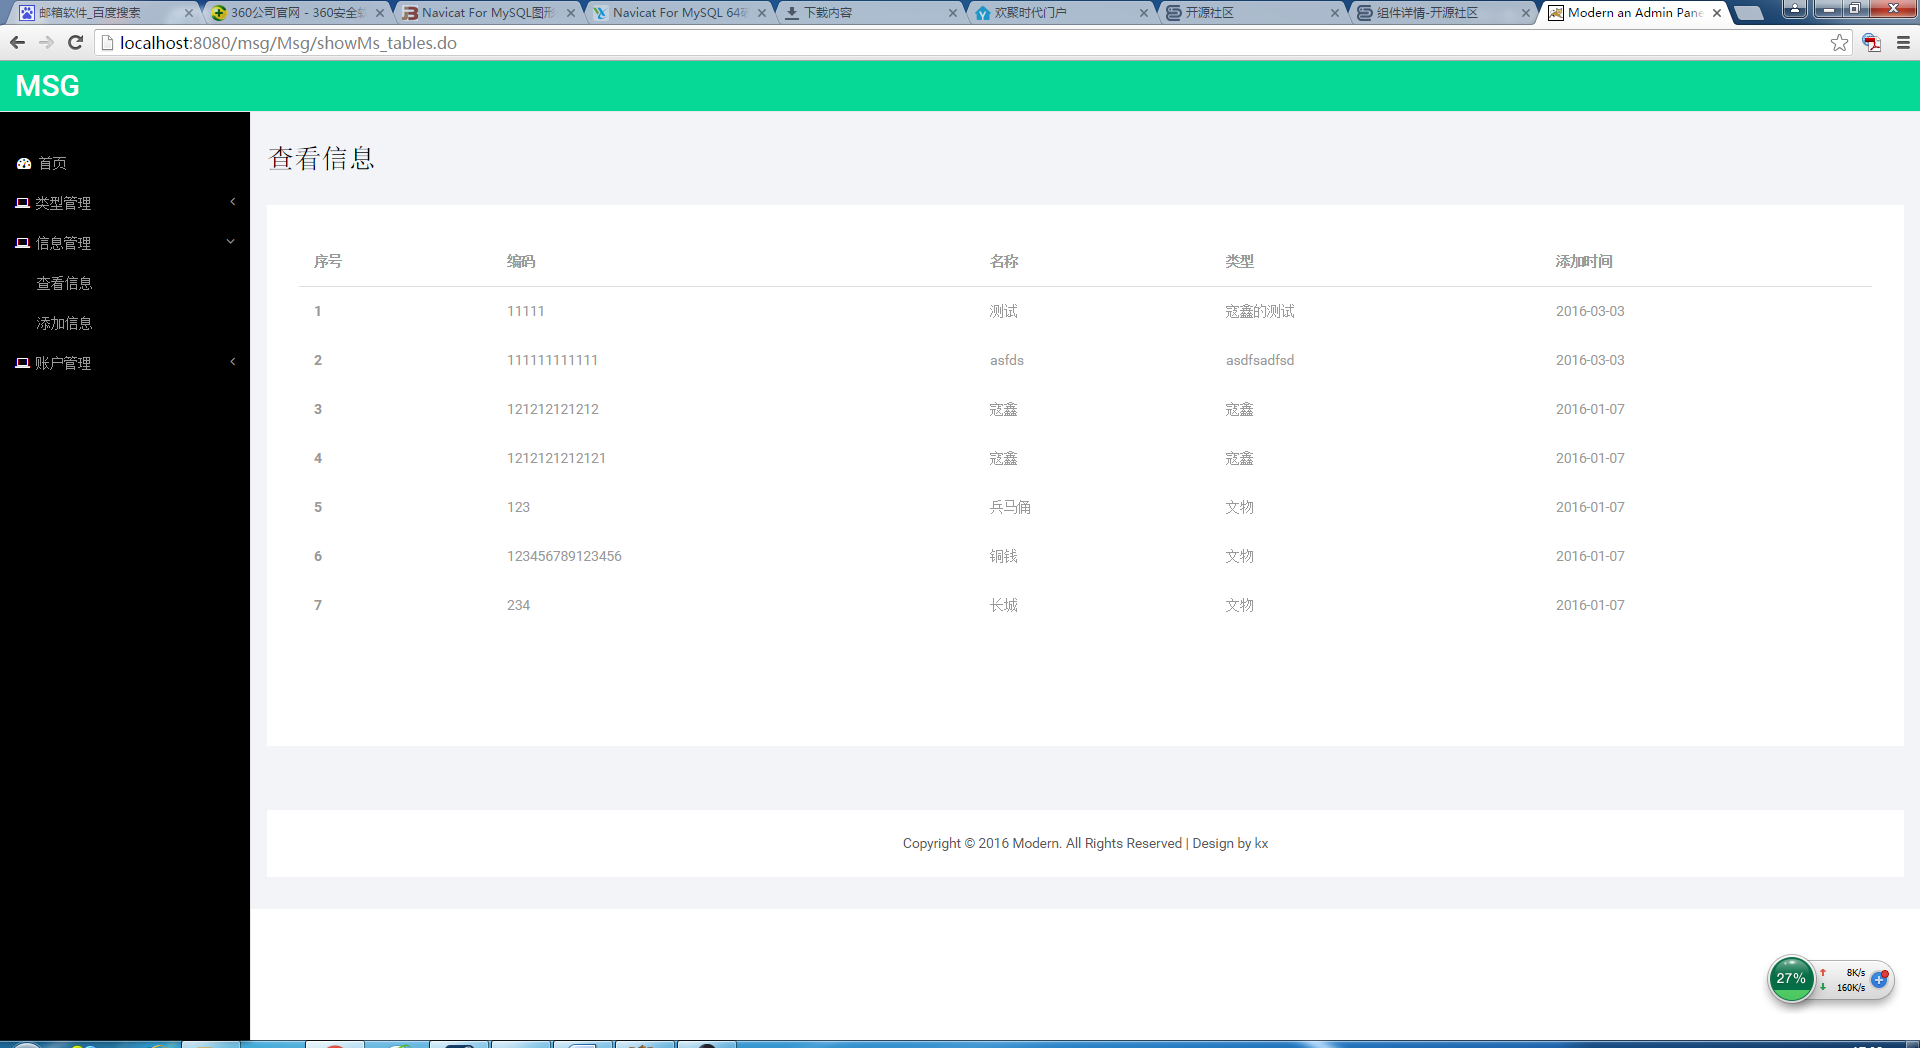 邮箱软件_百度搜索
360公司官网 - 360安全
Navicat For MySQL图形
Navicat For MySQL 64
下载内容
欢聚时代门户
开源社区
组件详情-开源社区
Modern an Admin Pane
localhost:8080/msg/Msg/showMs_tables.do
MSG
首页
类型管理
信息管理
查看信息
添加信息
账户管理
查看信息
序号 编码 名称 类型 添加时间
1 11111 测试 寇鑫的测试 2016-03-03
2 111111111111 asfds asdfsadfsd 2016-03-03
3 121212121212 寇鑫 寇鑫 2016-01-07
4 1212121212121 寇鑫 寇鑫 2016-01-07
5 123 兵马俑 文物 2016-01-07
6 123456789123456 铜钱 文物 2016-01-07
7 234 长城 文物 2016-01-07
Copyright © 2016 Modern. All Rights Reserved | Design by kx
27%
8K/s
160K/s